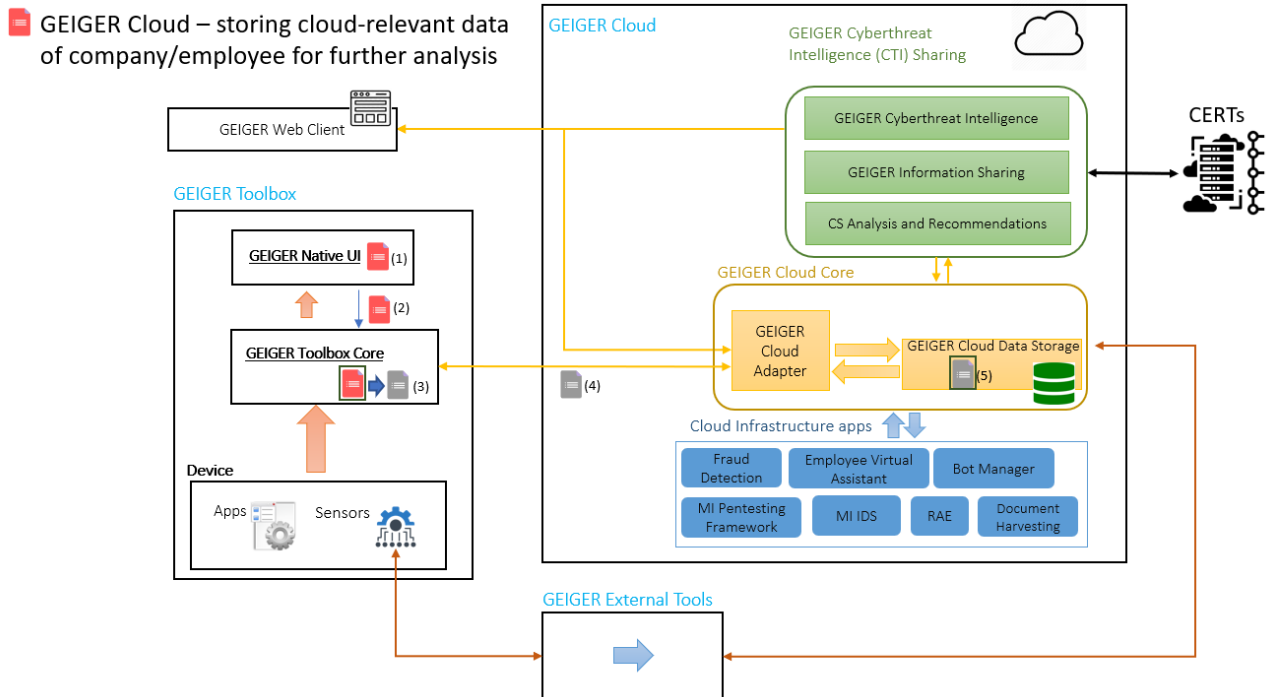 GEIGER Cloud – storing cloud-relevant data
of company/employee for further analysis
GEIGER Cloud
GEIGER Cyberthreat
Intelligence (CTI) Sharing
GEIGER Web Client
GEIGER Cyberthreat Intelligence
CERTs
GEIGER Information Sharing
GEIGER Toolbox
CS Analysis and Recommendations
GEIGER Native UI
(1)
GEIGER Cloud Core
(2)
GEIGER
Cloud
Adapter
GEIGER Cloud Data Storage
GEIGER Toolbox Core
(3)
(4)
(5)
Cloud Infrastructure apps
Fraud
Detection
Employee Virtual
Assistant
Bot Manager
Device
Apps
Sensors
MI Pentesting
Framework
MI IDS
RAE
Document
Harvesting
GEIGER External Tools